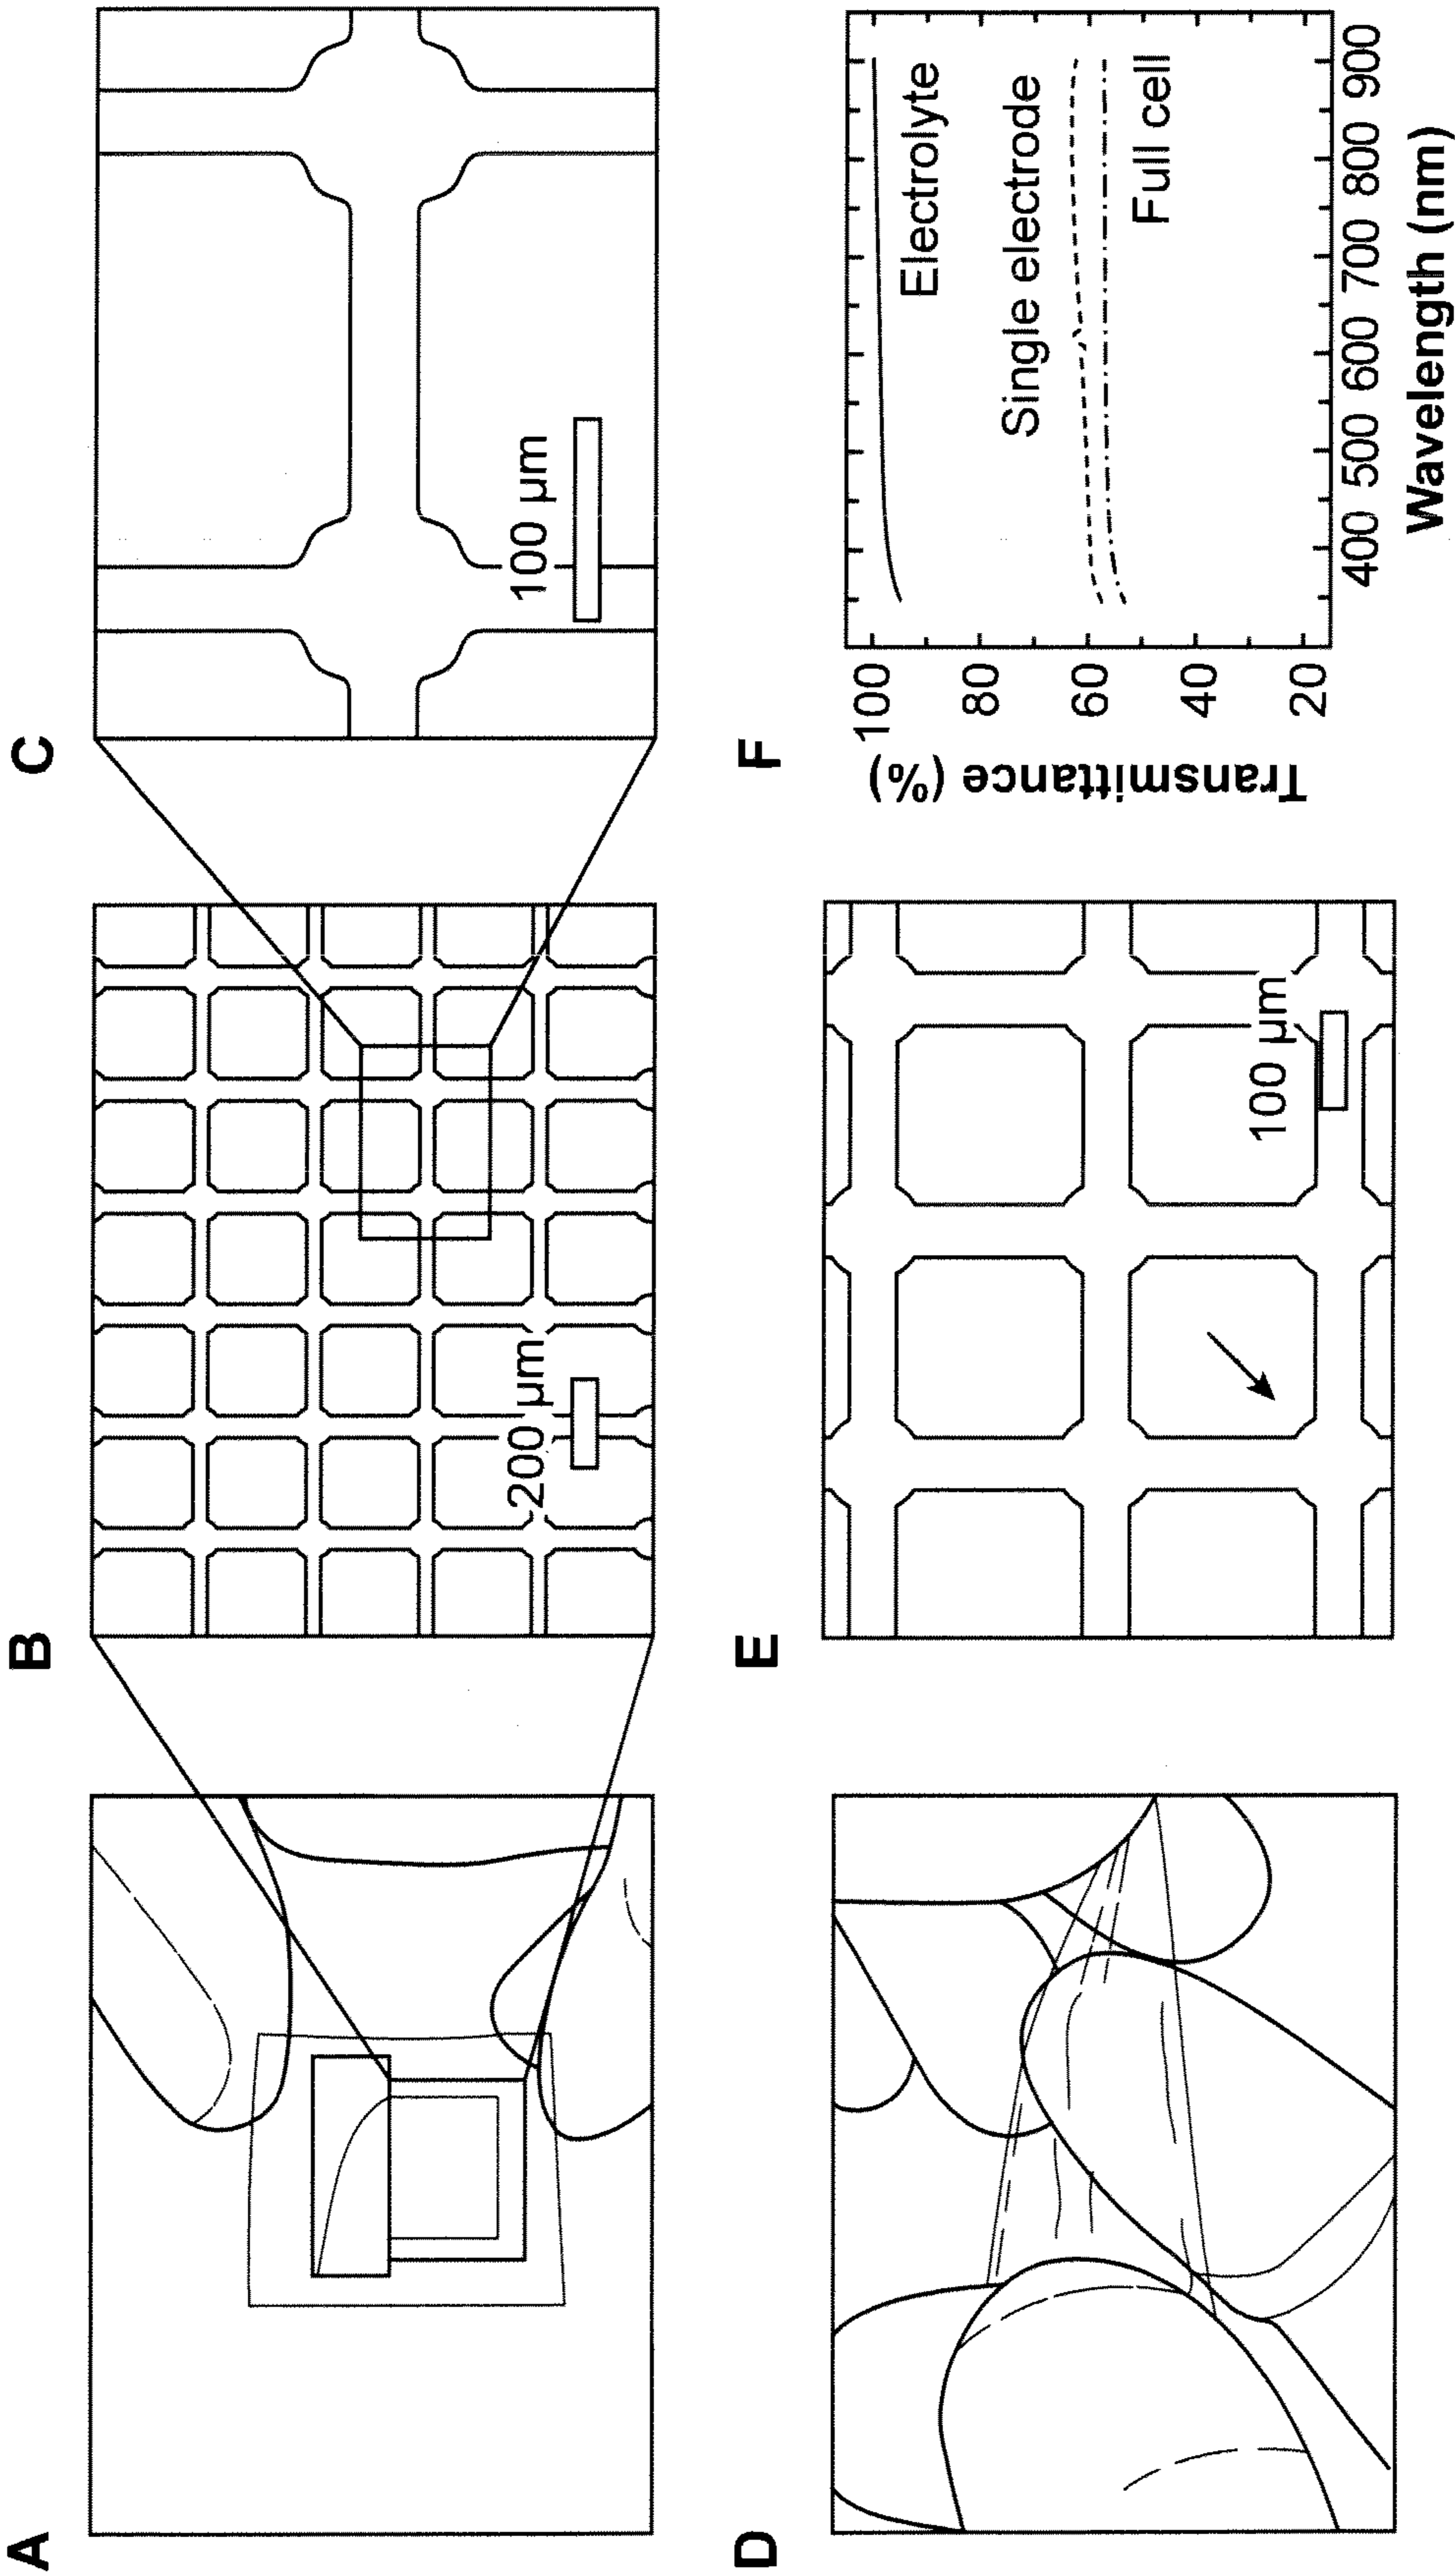 A
B
200 µm
C
100 µm
D
E
100 µm
F
Transmittance (%)
100
80
60
40
20
Electrolyte
Single electrode
Full cell
400 500 600 700 800 900
Wavelength (nm)